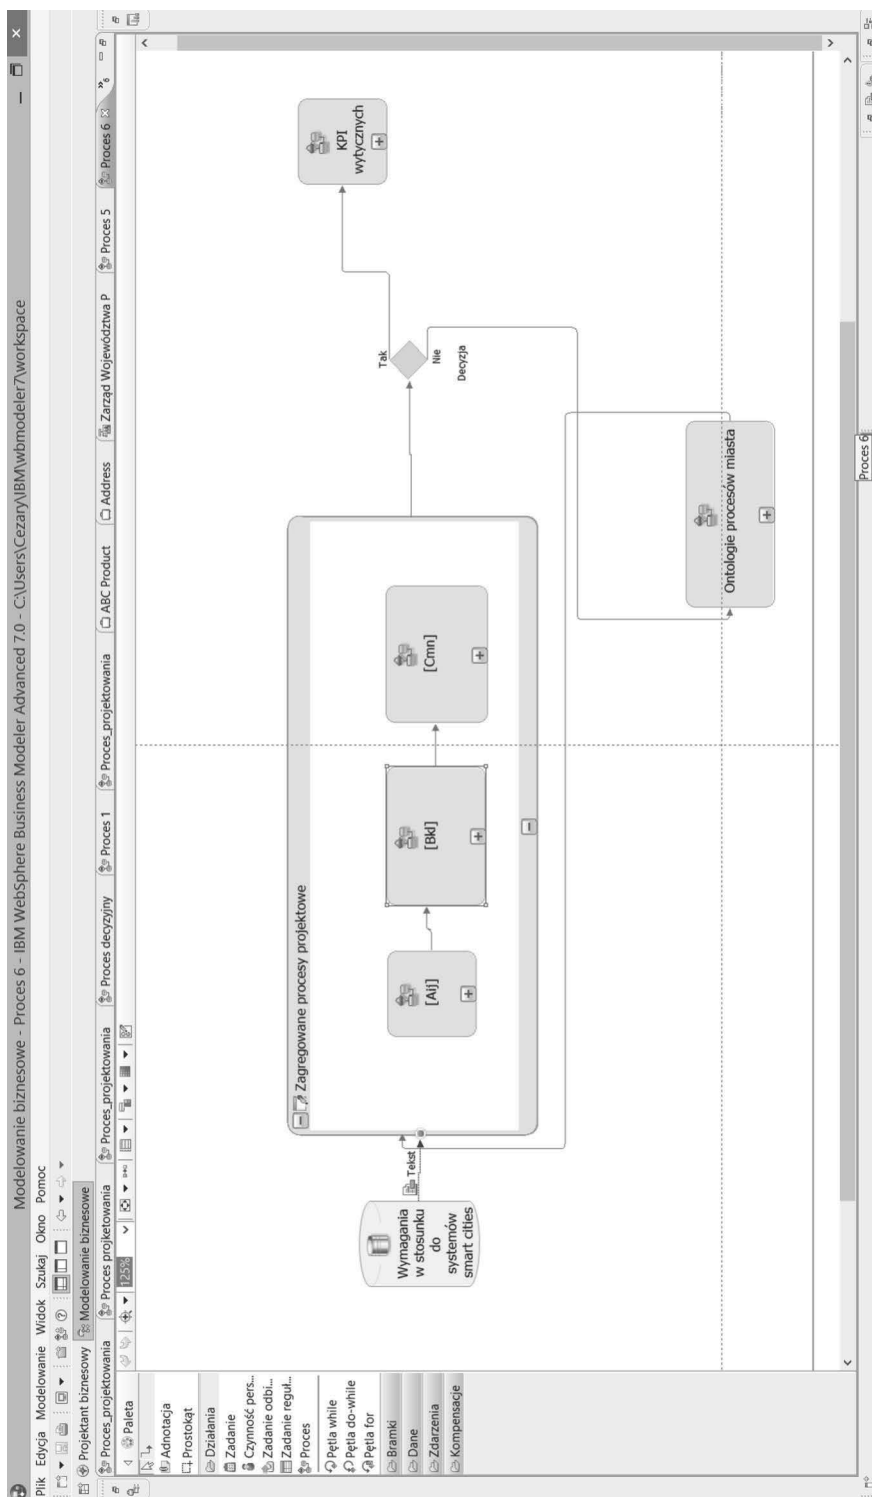 Modelowanie biznesowe - Proces 6 - IBM WebSphere Business Modeler Advanced 7.0 - C:\Users\Cezary\IBM\wbmodeler7\workspace
Plik Edycja Modelowanie Widok Szukaj Okno Pomoc
Projektant biznesowy Modelowanie biznesowe
Proces_projektowania Proces projketowania Proces_projektowania Proces_projektowania Proces decyzyjny Proces 1 Proces_projektowania ABC Product Address Zarząd Województwa P Proces 5 Proces 6 6
Paleta 125%
Adnotacja
Prostokąt
Działania
Zadanie
Czynność pers...
Zadanie odbi...
Zadanie reguł...
Proces
Pętla while
Pętla do-while
Pętla for
Bramki
Dane
Zdarzenia
Kompensacje
Wymagania
w stosunku
do
systemów
smart cities
Tekst
Zagregowane procesy projektowe
[Aij]
[Bkl]
[Cmn]
Tak
Nie
Decyzja
KPI
wytycznych
Ontologie procesów miasta
Proces 6